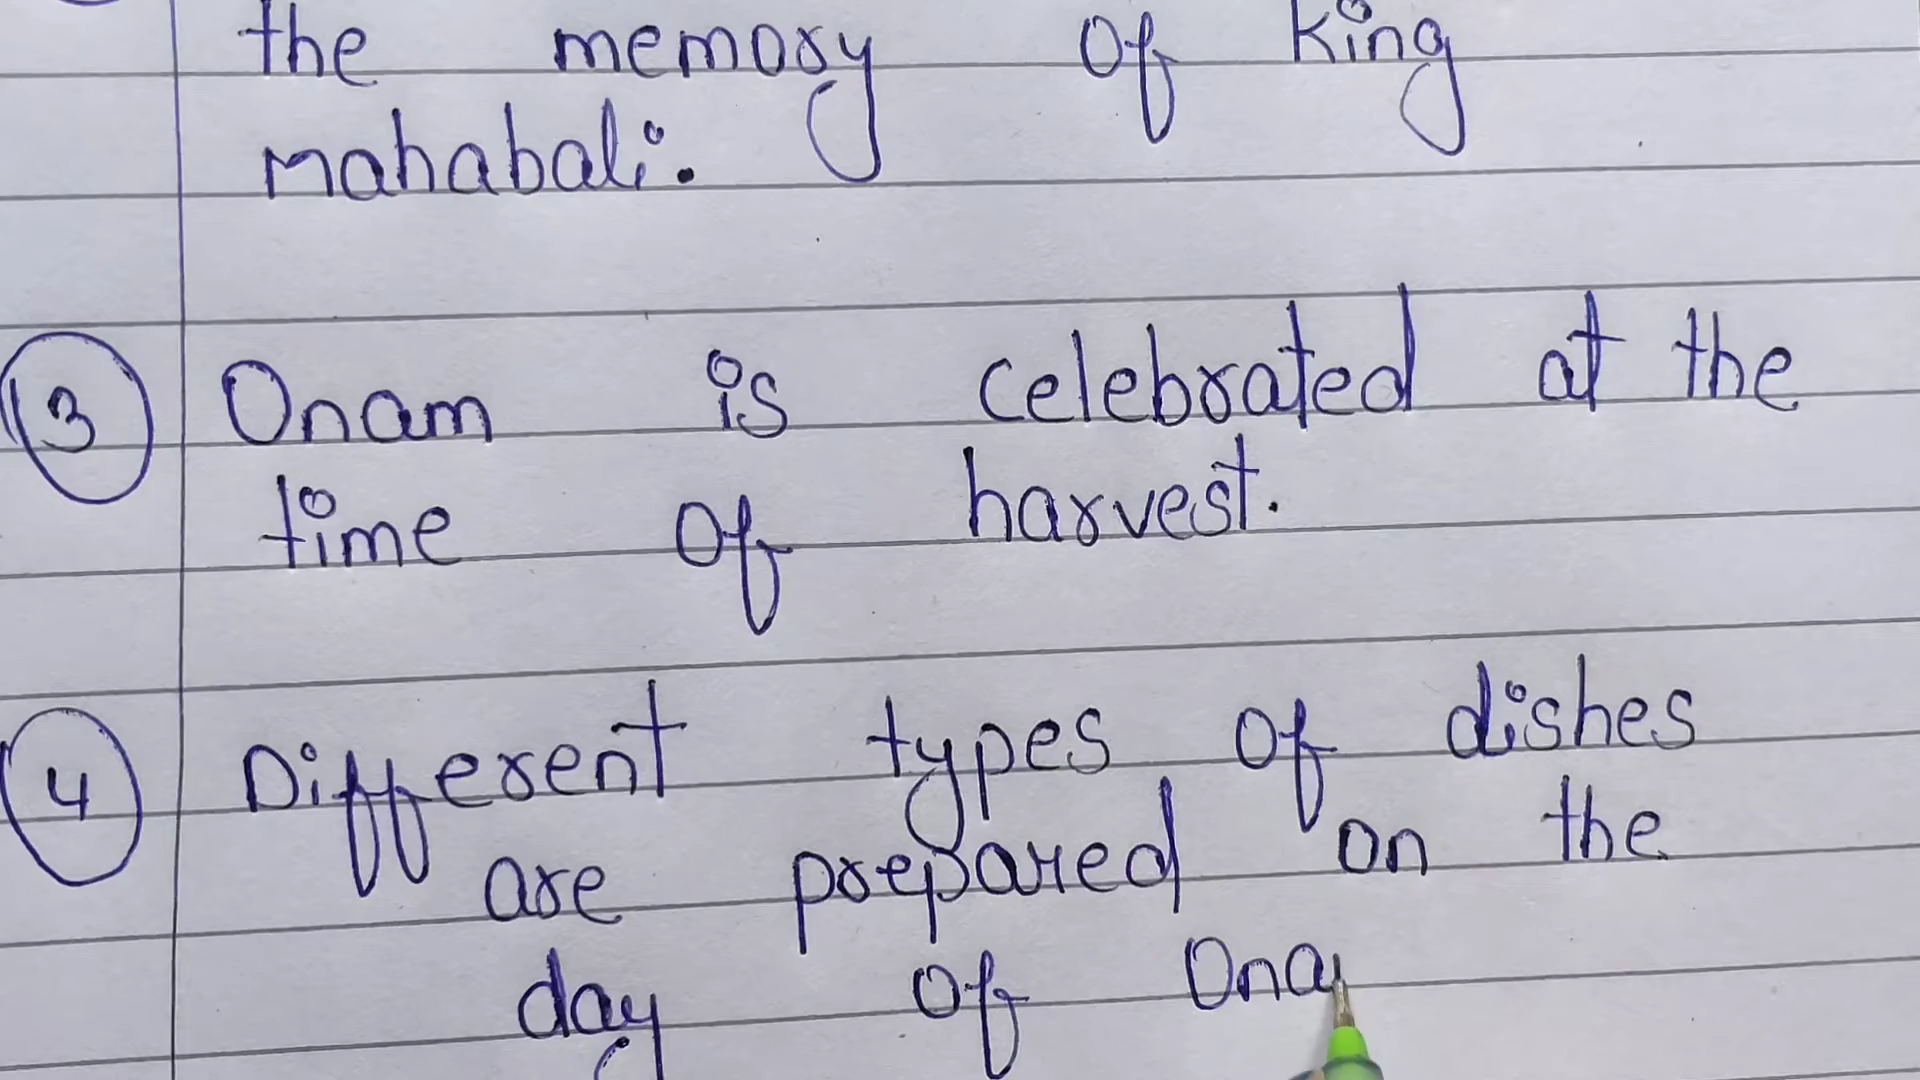 the memory of King
mahabali.
3 Onam is celebrated at the
time of harvest.
4 Different types of dishes
are prepared on the
day of Ona